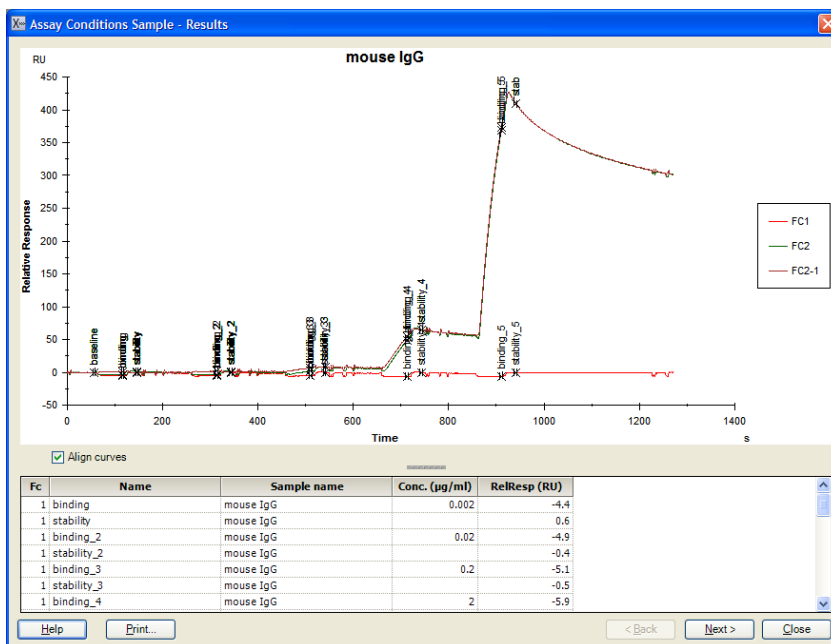 Assay Conditions Sample - Results
mouse IgG
RU
450
400
350
300
250
200
150
100
50
0
-50
Relative Response
0 200 400 600 800 1000 1200 1400
Time s
baseline
binding
stability
binding_2
stability_2
stability_3
binding_4
stability_4
binding_5
stability_5
binding_5
stab
FC1
FC2
FC2-1
Align curves
Fc Name Sample name Conc. (µg/ml) RelResp (RU)
1 binding mouse IgG 0.002 -4.4
1 stability mouse IgG 0.6
1 binding_2 mouse IgG 0.02 -4.9
1 stability_2 mouse IgG -0.4
1 binding_3 mouse IgG 0.2 -5.1
1 stability_3 mouse IgG -0.5
1 binding_4 mouse IgG 2 -5.9
Help Print... < Back Next > Close